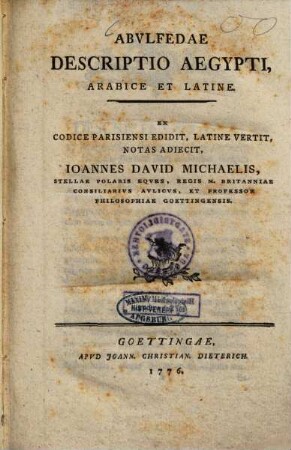 ABVLFEDAE
DESCRIPTIO AEGYPTI,
ARABICE ET LATINE.
EX
CODICE PARISIENSI EDIDIT, LATINE VERTIT,
NOTAS ADIECIT,
IOANNES DAVID MICHAELIS,
STELLAE POLARIS EQVES, REGIS M. BRITANNIAE
CONSILIARIVS AVLICVS, ET PROFESSOR
PHILOSOPHIAE GOETTINGENSIS.
GOETTINGAE,
APVD JOANN. CHRISTIAN. DIETERICH.
1776.